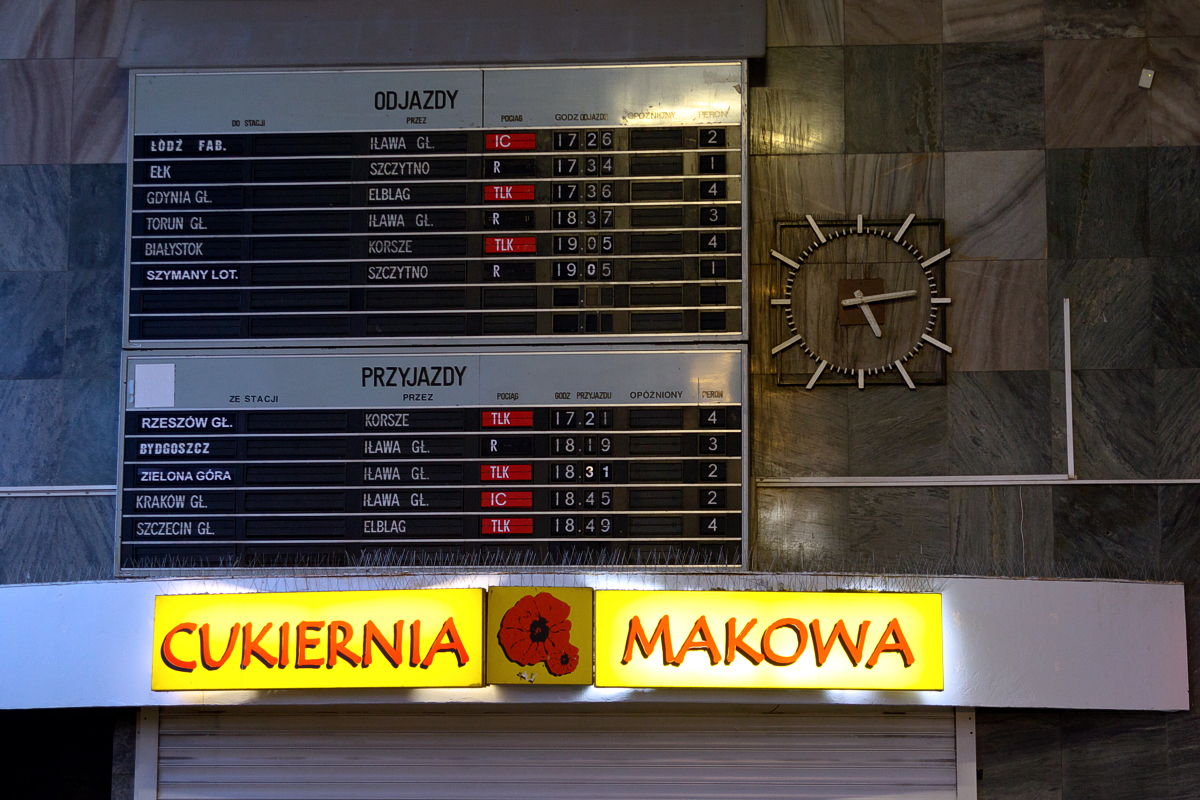 ODJAZDY
DO STACJI PRZEZ POCIĄG GODZ ODJAZDU OPÓŹNIONY PERON
ŁÓDŹ FAB. IŁAWA GŁ. IC 17.26 2
EŁK SZCZYTNO R 17.34 1
GDYNIA GŁ. ELBLĄG TLK 17.36 4
TORUN GŁ. IŁAWA GŁ. R 18.37 3
BIAŁYSTOK KORSZE TLK 19.05 4
SZYMANY LOT. SZCZYTNO R 19.05 1
PRZYJAZDY
ZE STACJI PRZEZ POCIĄG GODZ PRZYJAZDU OPÓŹNIONY PERON
RZESZÓW GŁ. KORSZE TLK 17.21 4
BYDGOSZCZ IŁAWA GŁ. R 18.19 3
ZIELONA GÓRA IŁAWA GŁ. TLK 18.31 2
KRAKÓW GŁ. IŁAWA GŁ. IC 18.45 2
SZCZECIN GŁ. ELBLĄG TLK 18.49 4
CUKIERNIA MAKOWA